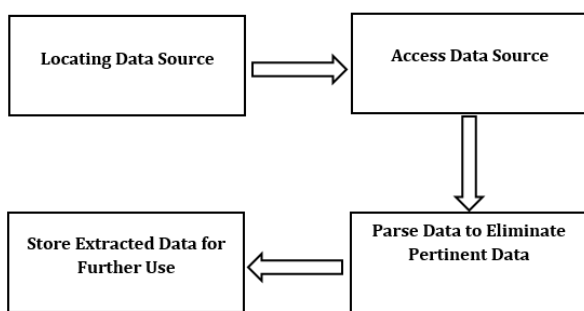 Locating Data Source
Access Data Source
Parse Data to Eliminate
Pertinent Data
Store Extracted Data for
Further Use